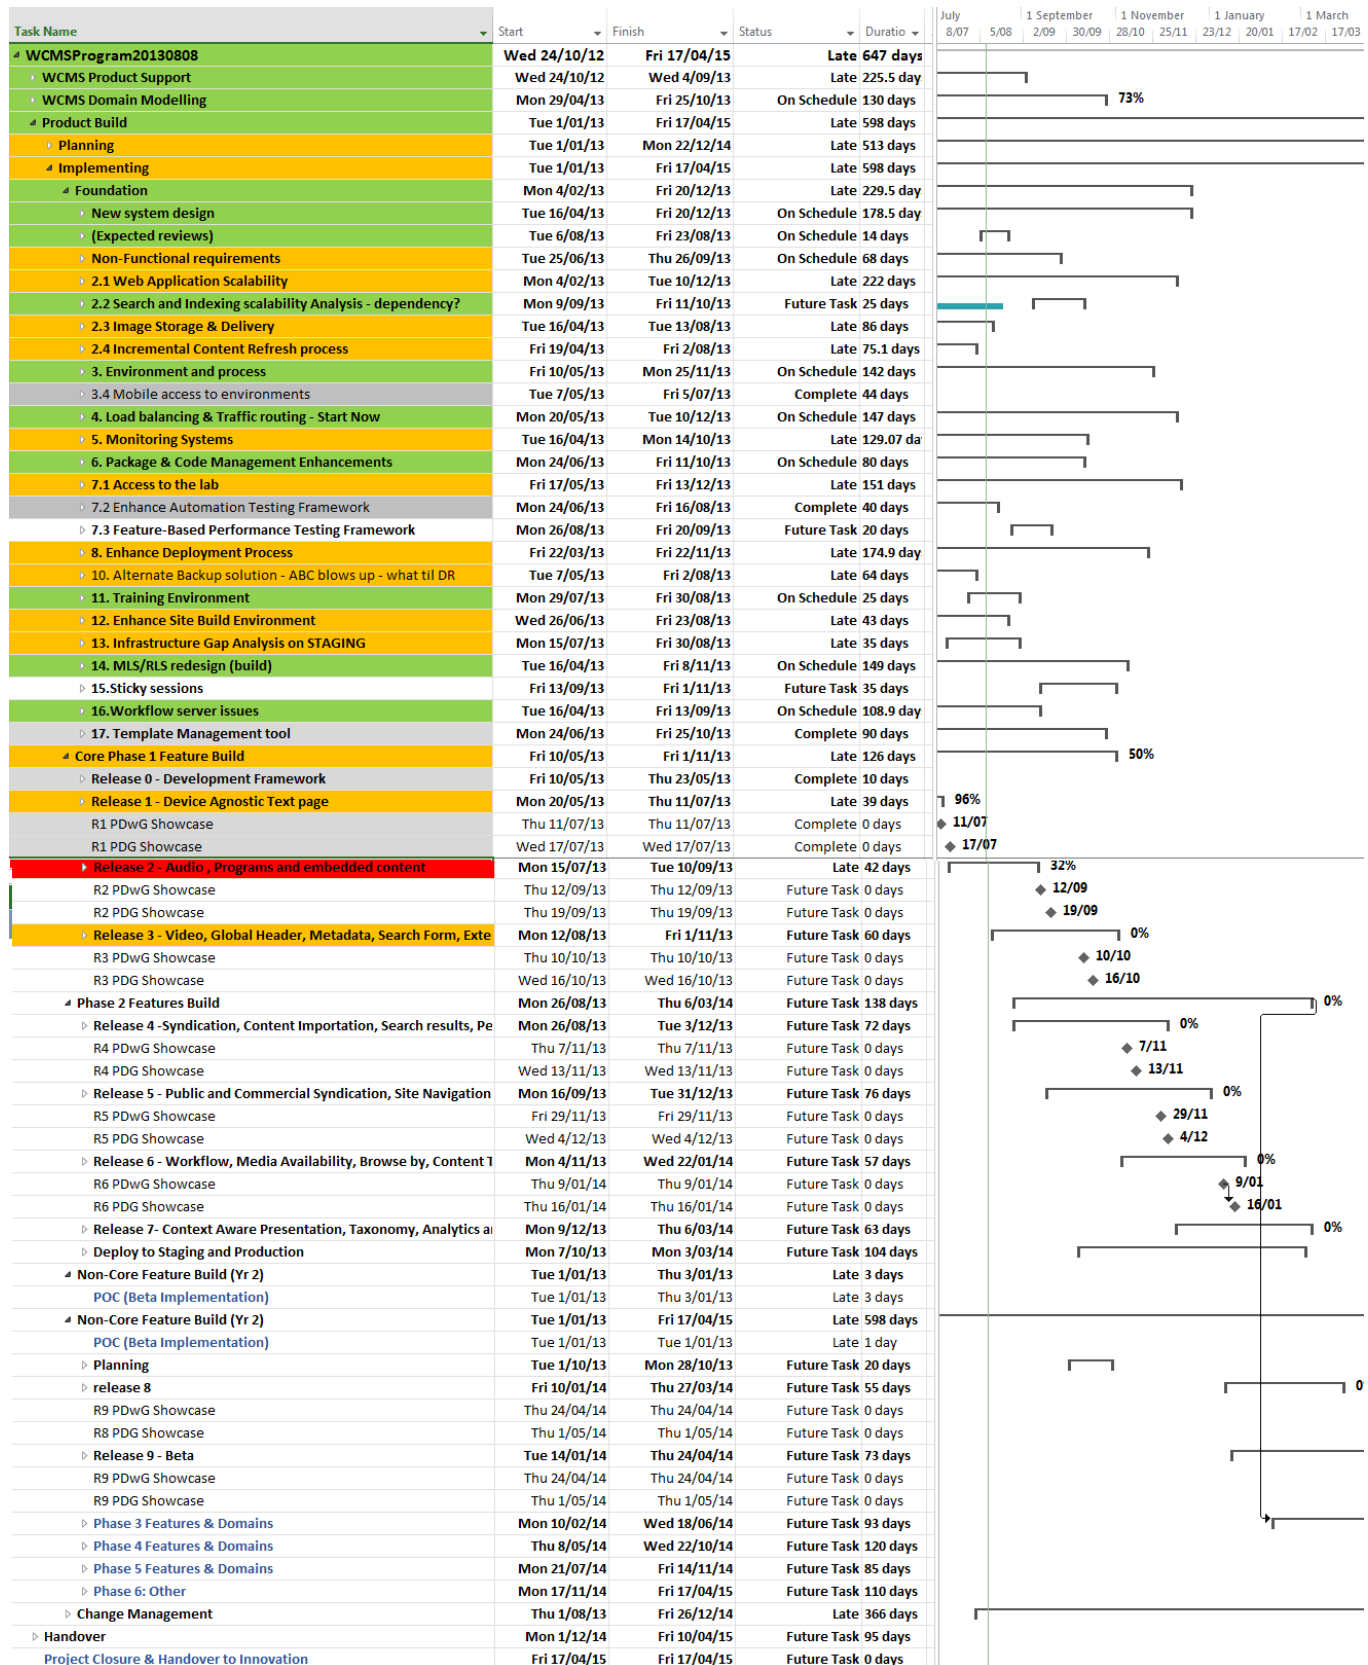 July 1 September 1 November 1 January 1 March
Task Name Start Finish Status Duratio 8/07 5/08 2/09 30/09 28/10 25/11 23/12 20/01 17/02 17/03
WCMSProgram20130808 Wed 24/10/12 Fri 17/04/15 Late 647 days
WCMS Product Support Wed 24/10/12 Wed 4/09/13 Late 225.5 day
WCMS Domain Modelling Mon 29/04/13 Fri 25/10/13 On Schedule 130 days 73%
Product Build Tue 1/01/13 Fri 17/04/15 Late 598 days
Planning Tue 1/01/13 Mon 22/12/14 Late 513 days
Implementing Tue 1/01/13 Fri 17/04/15 Late 598 days
Foundation Mon 4/02/13 Fri 20/12/13 Late 229.5 day
New system design Tue 16/04/13 Fri 20/12/13 On Schedule 178.5 day
(Expected reviews) Tue 6/08/13 Fri 23/08/13 On Schedule 14 days
Non-Functional requirements Tue 25/06/13 Thu 26/09/13 On Schedule 68 days
2.1 Web Application Scalability Mon 4/02/13 Tue 10/12/13 Late 222 days
2.2 Search and Indexing scalability Analysis - dependency? Mon 9/09/13 Fri 11/10/13 Future Task 25 days
2.3 Image Storage & Delivery Tue 16/04/13 Tue 13/08/13 Late 86 days
2.4 Incremental Content Refresh process Fri 19/04/13 Fri 2/08/13 Late 75.1 days
3. Environment and process Fri 10/05/13 Mon 25/11/13 On Schedule 142 days
3.4 Mobile access to environments Tue 7/05/13 Fri 5/07/13 Complete 44 days
4. Load balancing & Traffic routing - Start Now Mon 20/05/13 Tue 10/12/13 On Schedule 147 days
5. Monitoring Systems Tue 16/04/13 Mon 14/10/13 Late 129.07 da
6. Package & Code Management Enhancements Mon 24/06/13 Fri 11/10/13 On Schedule 80 days
7.1 Access to the lab Fri 17/05/13 Fri 13/12/13 Late 151 days
7.2 Enhance Automation Testing Framework Mon 24/06/13 Fri 16/08/13 Complete 40 days
7.3 Feature-Based Performance Testing Framework Mon 26/08/13 Fri 20/09/13 Future Task 20 days
8. Enhance Deployment Process Fri 22/03/13 Fri 22/11/13 Late 174.9 day
10. Alternate Backup solution - ABC blows up - what til DR Tue 7/05/13 Fri 2/08/13 Late 64 days
11. Training Environment Mon 29/07/13 Fri 30/08/13 On Schedule 25 days
12. Enhance Site Build Environment Wed 26/06/13 Fri 23/08/13 Late 43 days
13. Infrastructure Gap Analysis on STAGING Mon 15/07/13 Fri 30/08/13 Late 35 days
14. MLS/RLS redesign (build) Tue 16/04/13 Fri 8/11/13 On Schedule 149 days
15.Sticky sessions Fri 13/09/13 Fri 1/11/13 Future Task 35 days
16.Workflow server issues Tue 16/04/13 Fri 13/09/13 On Schedule 108.9 day
17. Template Management tool Mon 24/06/13 Fri 25/10/13 Complete 90 days
Core Phase 1 Feature Build Fri 10/05/13 Fri 1/11/13 Late 126 days 50%
Release 0 - Development Framework Fri 10/05/13 Thu 23/05/13 Complete 10 days
Release 1 - Device Agnostic Text page Mon 20/05/13 Thu 11/07/13 Late 39 days 96%
R1 PDwG Showcase Thu 11/07/13 Thu 11/07/13 Complete 0 days 11/07
R1 PDG Showcase Wed 17/07/13 Wed 17/07/13 Complete 0 days 17/07
Release 2 - Audio , Programs and embedded content Mon 15/07/13 Tue 10/09/13 Late 42 days 32%
R2 PDwG Showcase Thu 12/09/13 Thu 12/09/13 Future Task 0 days 12/09
R2 PDG Showcase Thu 19/09/13 Thu 19/09/13 Future Task 0 days 19/09
Release 3 - Video, Global Header, Metadata, Search Form, Exte Mon 12/08/13 Fri 1/11/13 Future Task 60 days 0%
R3 PDwG Showcase Thu 10/10/13 Thu 10/10/13 Future Task 0 days 10/10
R3 PDG Showcase Wed 16/10/13 Wed 16/10/13 Future Task 0 days 16/10
Phase 2 Features Build Mon 26/08/13 Thu 6/03/14 Future Task 138 days 0%
Release 4 -Syndication, Content Importation, Search results, Pe Mon 26/08/13 Tue 3/12/13 Future Task 72 days 0%
R4 PDwG Showcase Thu 7/11/13 Thu 7/11/13 Future Task 0 days 7/11
R4 PDG Showcase Wed 13/11/13 Wed 13/11/13 Future Task 0 days 13/11
Release 5 - Public and Commercial Syndication, Site Navigation Mon 16/09/13 Tue 31/12/13 Future Task 76 days 0%
R5 PDwG Showcase Fri 29/11/13 Fri 29/11/13 Future Task 0 days 29/11
R5 PDG Showcase Wed 4/12/13 Wed 4/12/13 Future Task 0 days 4/12
Release 6 - Workflow, Media Availability, Browse by, Content T Mon 4/11/13 Wed 22/01/14 Future Task 57 days 0%
R6 PDwG Showcase Thu 9/01/14 Thu 9/01/14 Future Task 0 days 9/01
R6 PDG Showcase Thu 16/01/14 Thu 16/01/14 Future Task 0 days 16/01
Release 7- Context Aware Presentation, Taxonomy, Analytics a Mon 9/12/13 Thu 6/03/14 Future Task 63 days 0%
Deploy to Staging and Production Mon 7/10/13 Mon 3/03/14 Future Task 104 days
Non-Core Feature Build (Yr 2) Tue 1/01/13 Thu 3/01/13 Late 3 days
POC (Beta Implementation) Tue 1/01/13 Thu 3/01/13 Late 3 days
Non-Core Feature Build (Yr 2) Tue 1/01/13 Fri 17/04/15 Late 598 days
POC (Beta Implementation) Tue 1/01/13 Tue 1/01/13 Late 1 day
Planning Tue 1/10/13 Mon 28/10/13 Future Task 20 days
release 8 Fri 10/01/14 Thu 27/03/14 Future Task 55 days 0
R9 PDwG Showcase Thu 24/04/14 Thu 24/04/14 Future Task 0 days
R8 PDG Showcase Thu 1/05/14 Thu 1/05/14 Future Task 0 days
Release 9 - Beta Tue 14/01/14 Thu 24/04/14 Future Task 73 days
R9 PDwG Showcase Thu 24/04/14 Thu 24/04/14 Future Task 0 days
R9 PDG Showcase Thu 1/05/14 Thu 1/05/14 Future Task 0 days
Phase 3 Features & Domains Mon 10/02/14 Wed 18/06/14 Future Task 93 days
Phase 4 Features & Domains Thu 8/05/14 Wed 22/10/14 Future Task 120 days
Phase 5 Features & Domains Mon 21/07/14 Fri 14/11/14 Future Task 85 days
Phase 6: Other Mon 17/11/14 Fri 17/04/15 Future Task 110 days
Change Management Thu 1/08/13 Fri 26/12/14 Late 366 days
Handover Mon 1/12/14 Fri 10/04/15 Future Task 95 days
Project Closure & Handover to Innovation Fri 17/04/15 Fri 17/04/15 Future Task 0 days